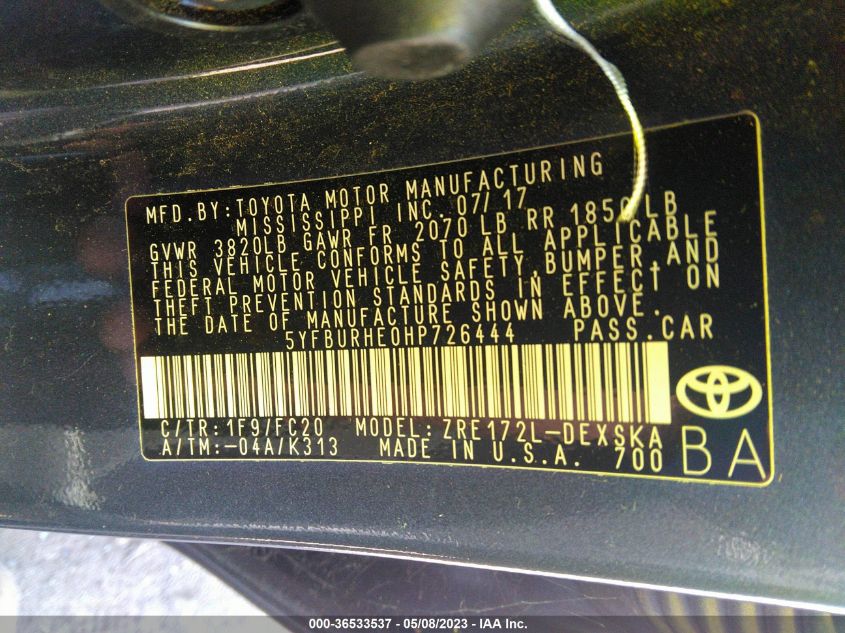 MFD.BY:TOYOTA MOTOR MANUFACTURING
MISSISSIPPI INC. 07/17
GVWR 3820LB GAWR FR 2070 LB RR 1850 LB
THIS VEHICLE CONFORMS TO ALL APPLICABLE
FEDERAL MOTOR VEHICLE SAFETY,BUMPER,AND
THEFT PREVENTION STANDARDS IN EFFECT ON
THE DATE OF MANUFACTURE SHOWN ABOVE.
5YFBURHE0HP726444 PASS.CAR
C/TR:1F9/FC20 MODEL:ZRE172L-DEXSKA
A/TM:-04A/K313 MADE IN U.S.A. 700
BA
000-36533537 - 05/08/2023 - IAA Inc.